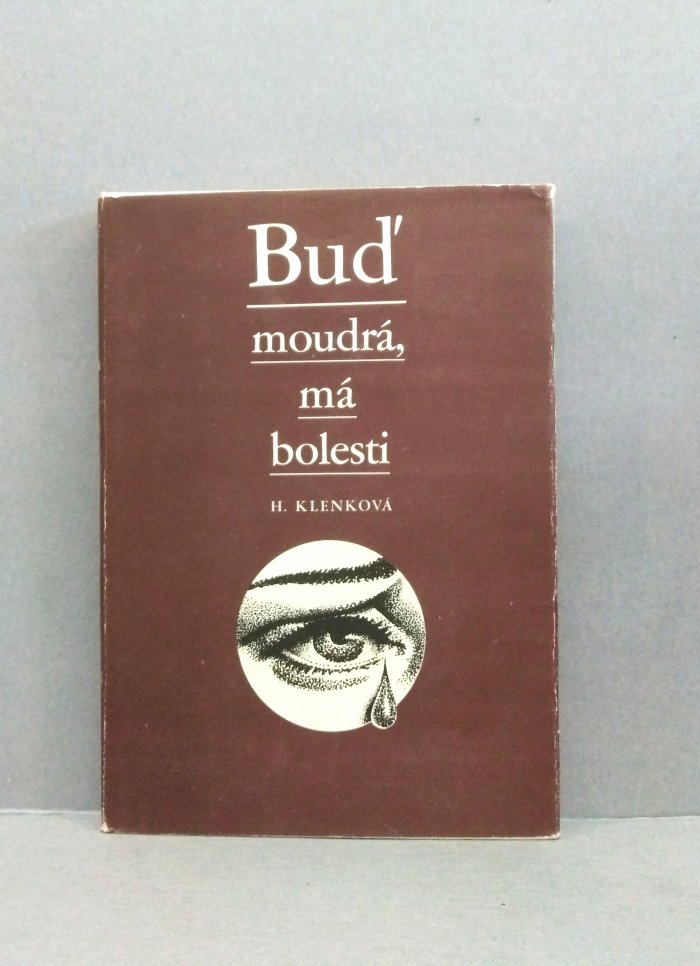 Buď
moudrá,
má
bolesti
H. KLENKOVÁ